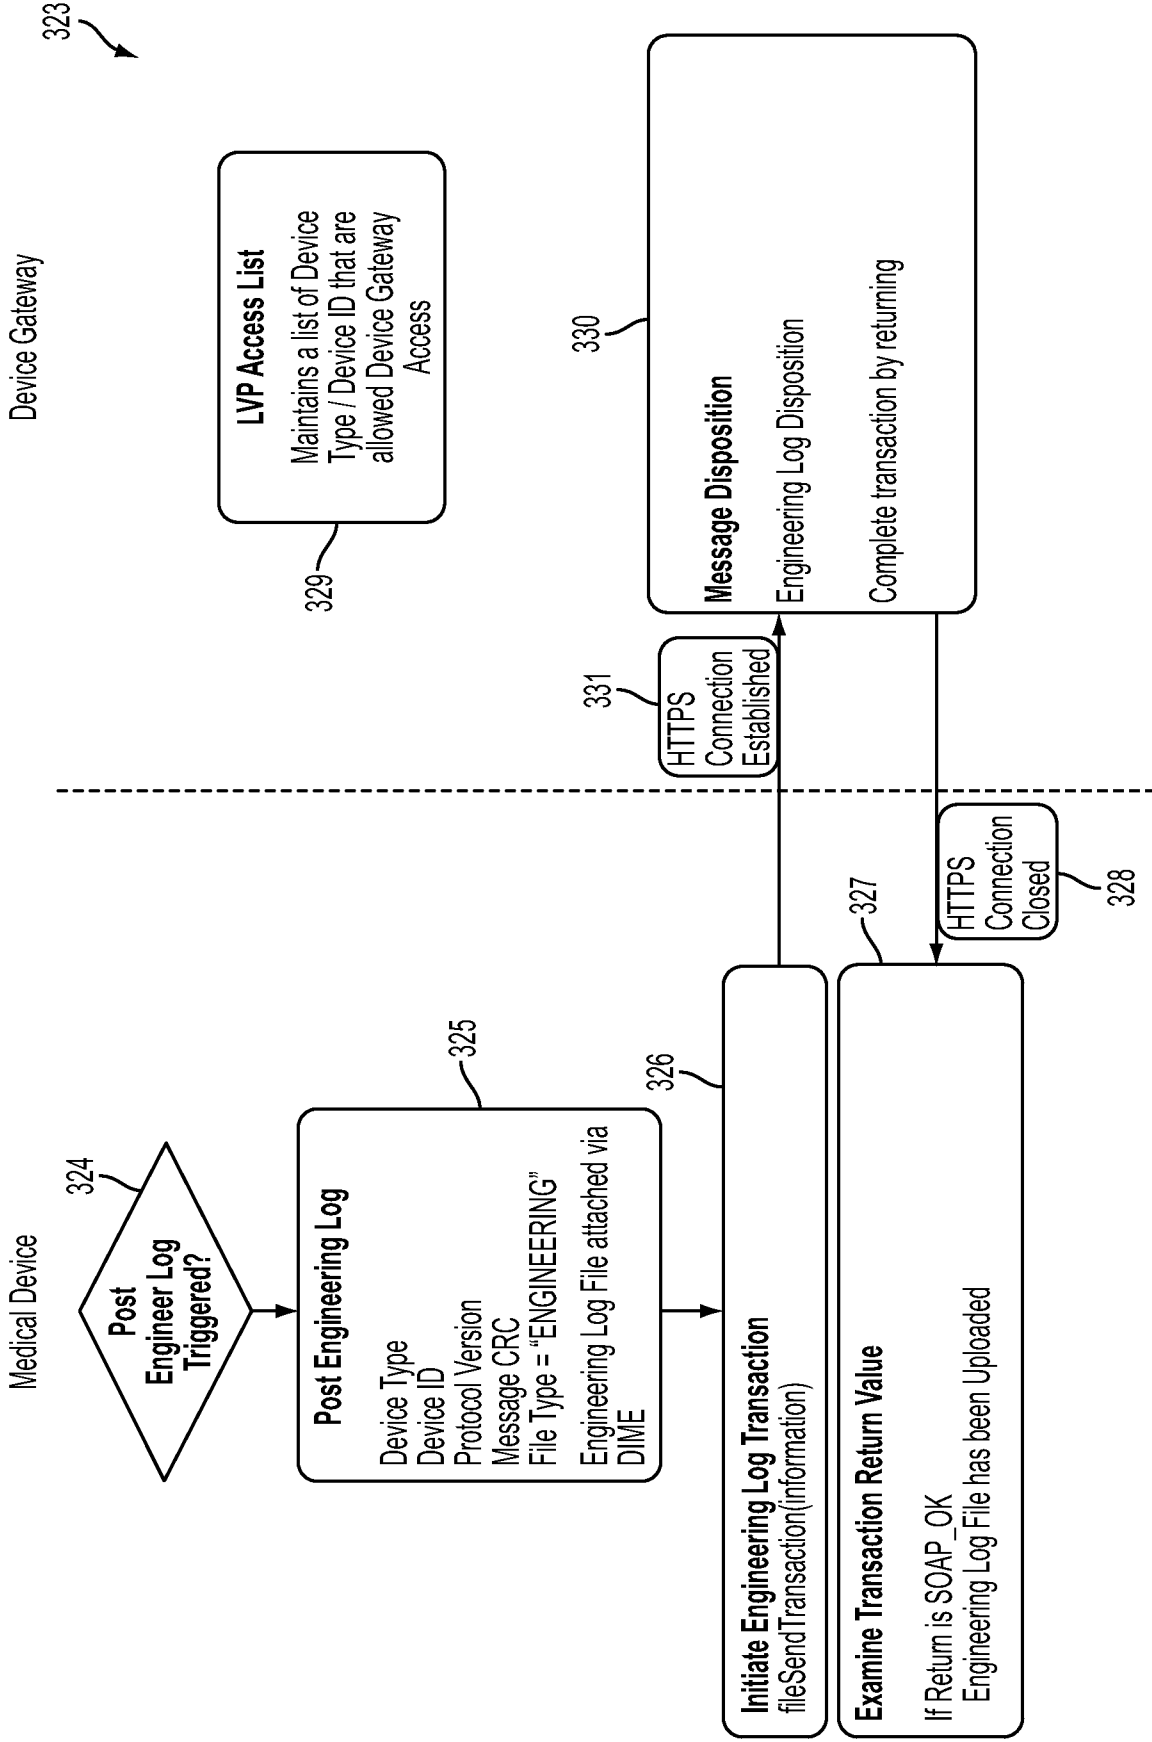 Medical Device
Device Gateway
323
324
Post
Engineer Log
Triggered?
325
Post Engineering Log
Device Type
Device ID
Protocol Version
Message CRC
File Type = “ENGINEERING”
Engineering Log File attached via
DIME
326
Initiate Engineering Log Transaction
fileSendTransaction(information)
327
Examine Transaction Return Value
If Return is SOAP_OK
Engineering Log File has been Uploaded
HTTPS
Connection
Closed
328
329
LVP Access List
Maintains a list of Device
Type / Device ID that are
allowed Device Gateway
Access
331
HTTPS
Connection
Established
330
Message Disposition
Engineering Log Disposition
Complete transaction by returning